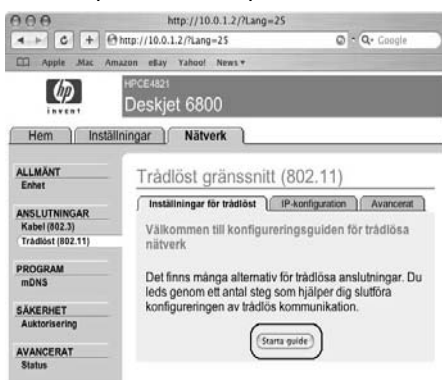 http://10.0.1.2/?Lang=25
http://10.0.1.2/?Lang=25
Q- Google
Apple .Mac Amazon eBay Yahoo! News
hp
invent
HPCE4821
Deskjet 6800
Hem Inställningar Nätverk
ALLMÄNT
Enhet
ANSLUTNINGAR
Kabel (802.3)
Trådlöst (802.11)
PROGRAM
mDNS
SÄKERHET
Auktorisering
AVANCERAT
Status
Trådlöst gränssnitt (802.11)
Inställningar för trådlöst IP-konfiguration Avancerat
Välkommen till konfigureringsguiden för trådlösa
nätverk
Det finns många alternativ för trådlösa anslutningar. Du
leds genom ett antal steg som hjälper dig slutföra
konfigureringen av trådlös kommunikation.
Starta guide